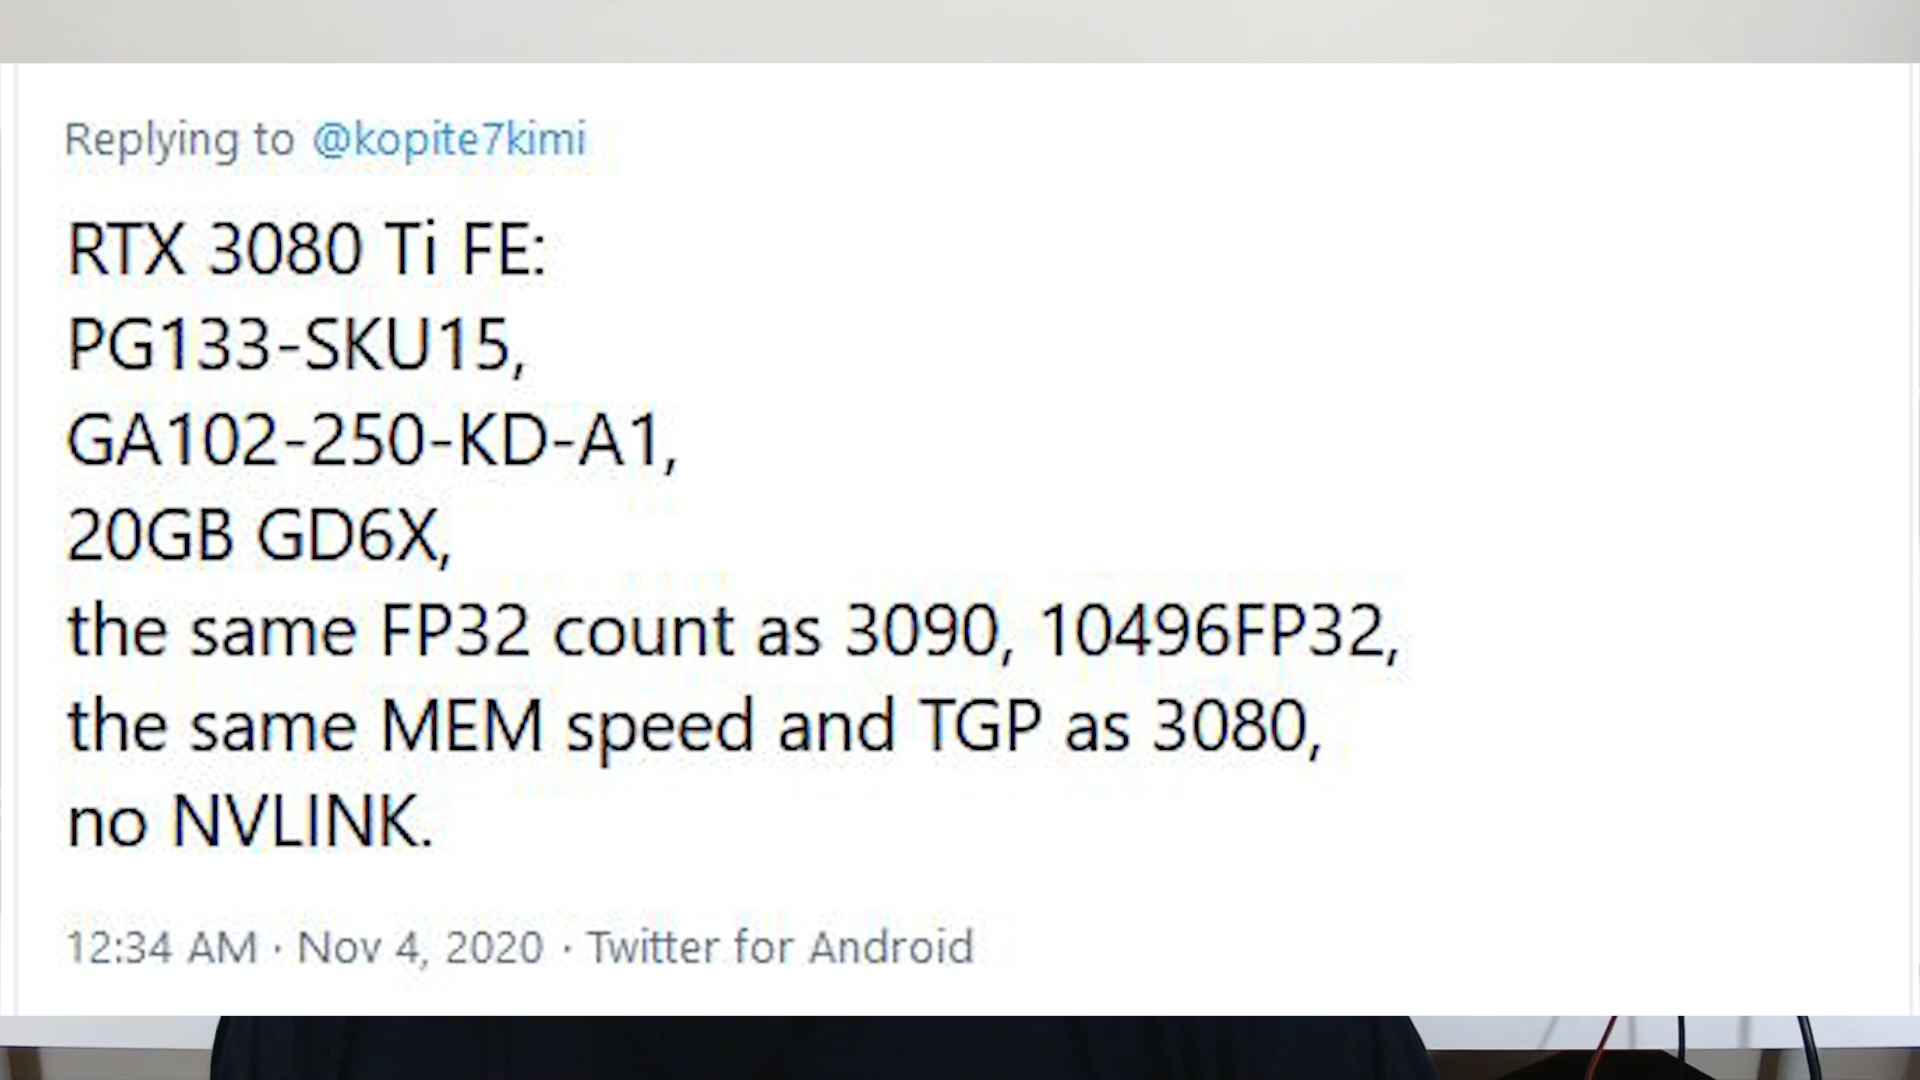 Replying to @kopite7kimi
RTX 3080 Ti FE:
PG133-SKU15,
GA102-250-KD-A1,
20GB GD6X,
the same FP32 count as 3090, 10496FP32,
the same MEM speed and TGP as 3080,
no NVLINK.
12:34 AM · Nov 4, 2020 · Twitter for Android